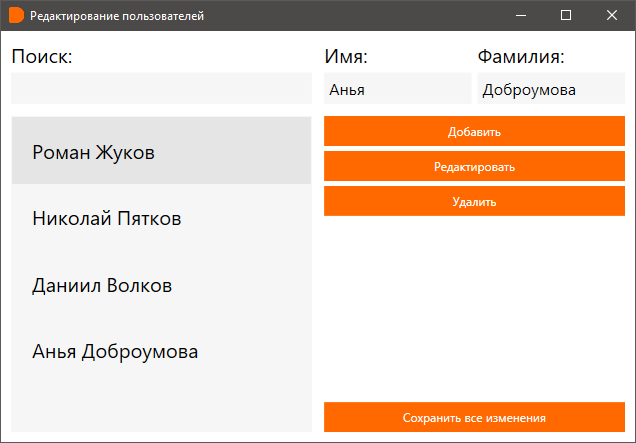 Редактирование пользователей
Поиск:
Имя:
Фамилия:
Анья
Доброумова
Роман Жуков
Николай Пятков
Даниил Волков
Анья Доброумова
Добавить
Редактировать
Удалить
Сохранить все изменения